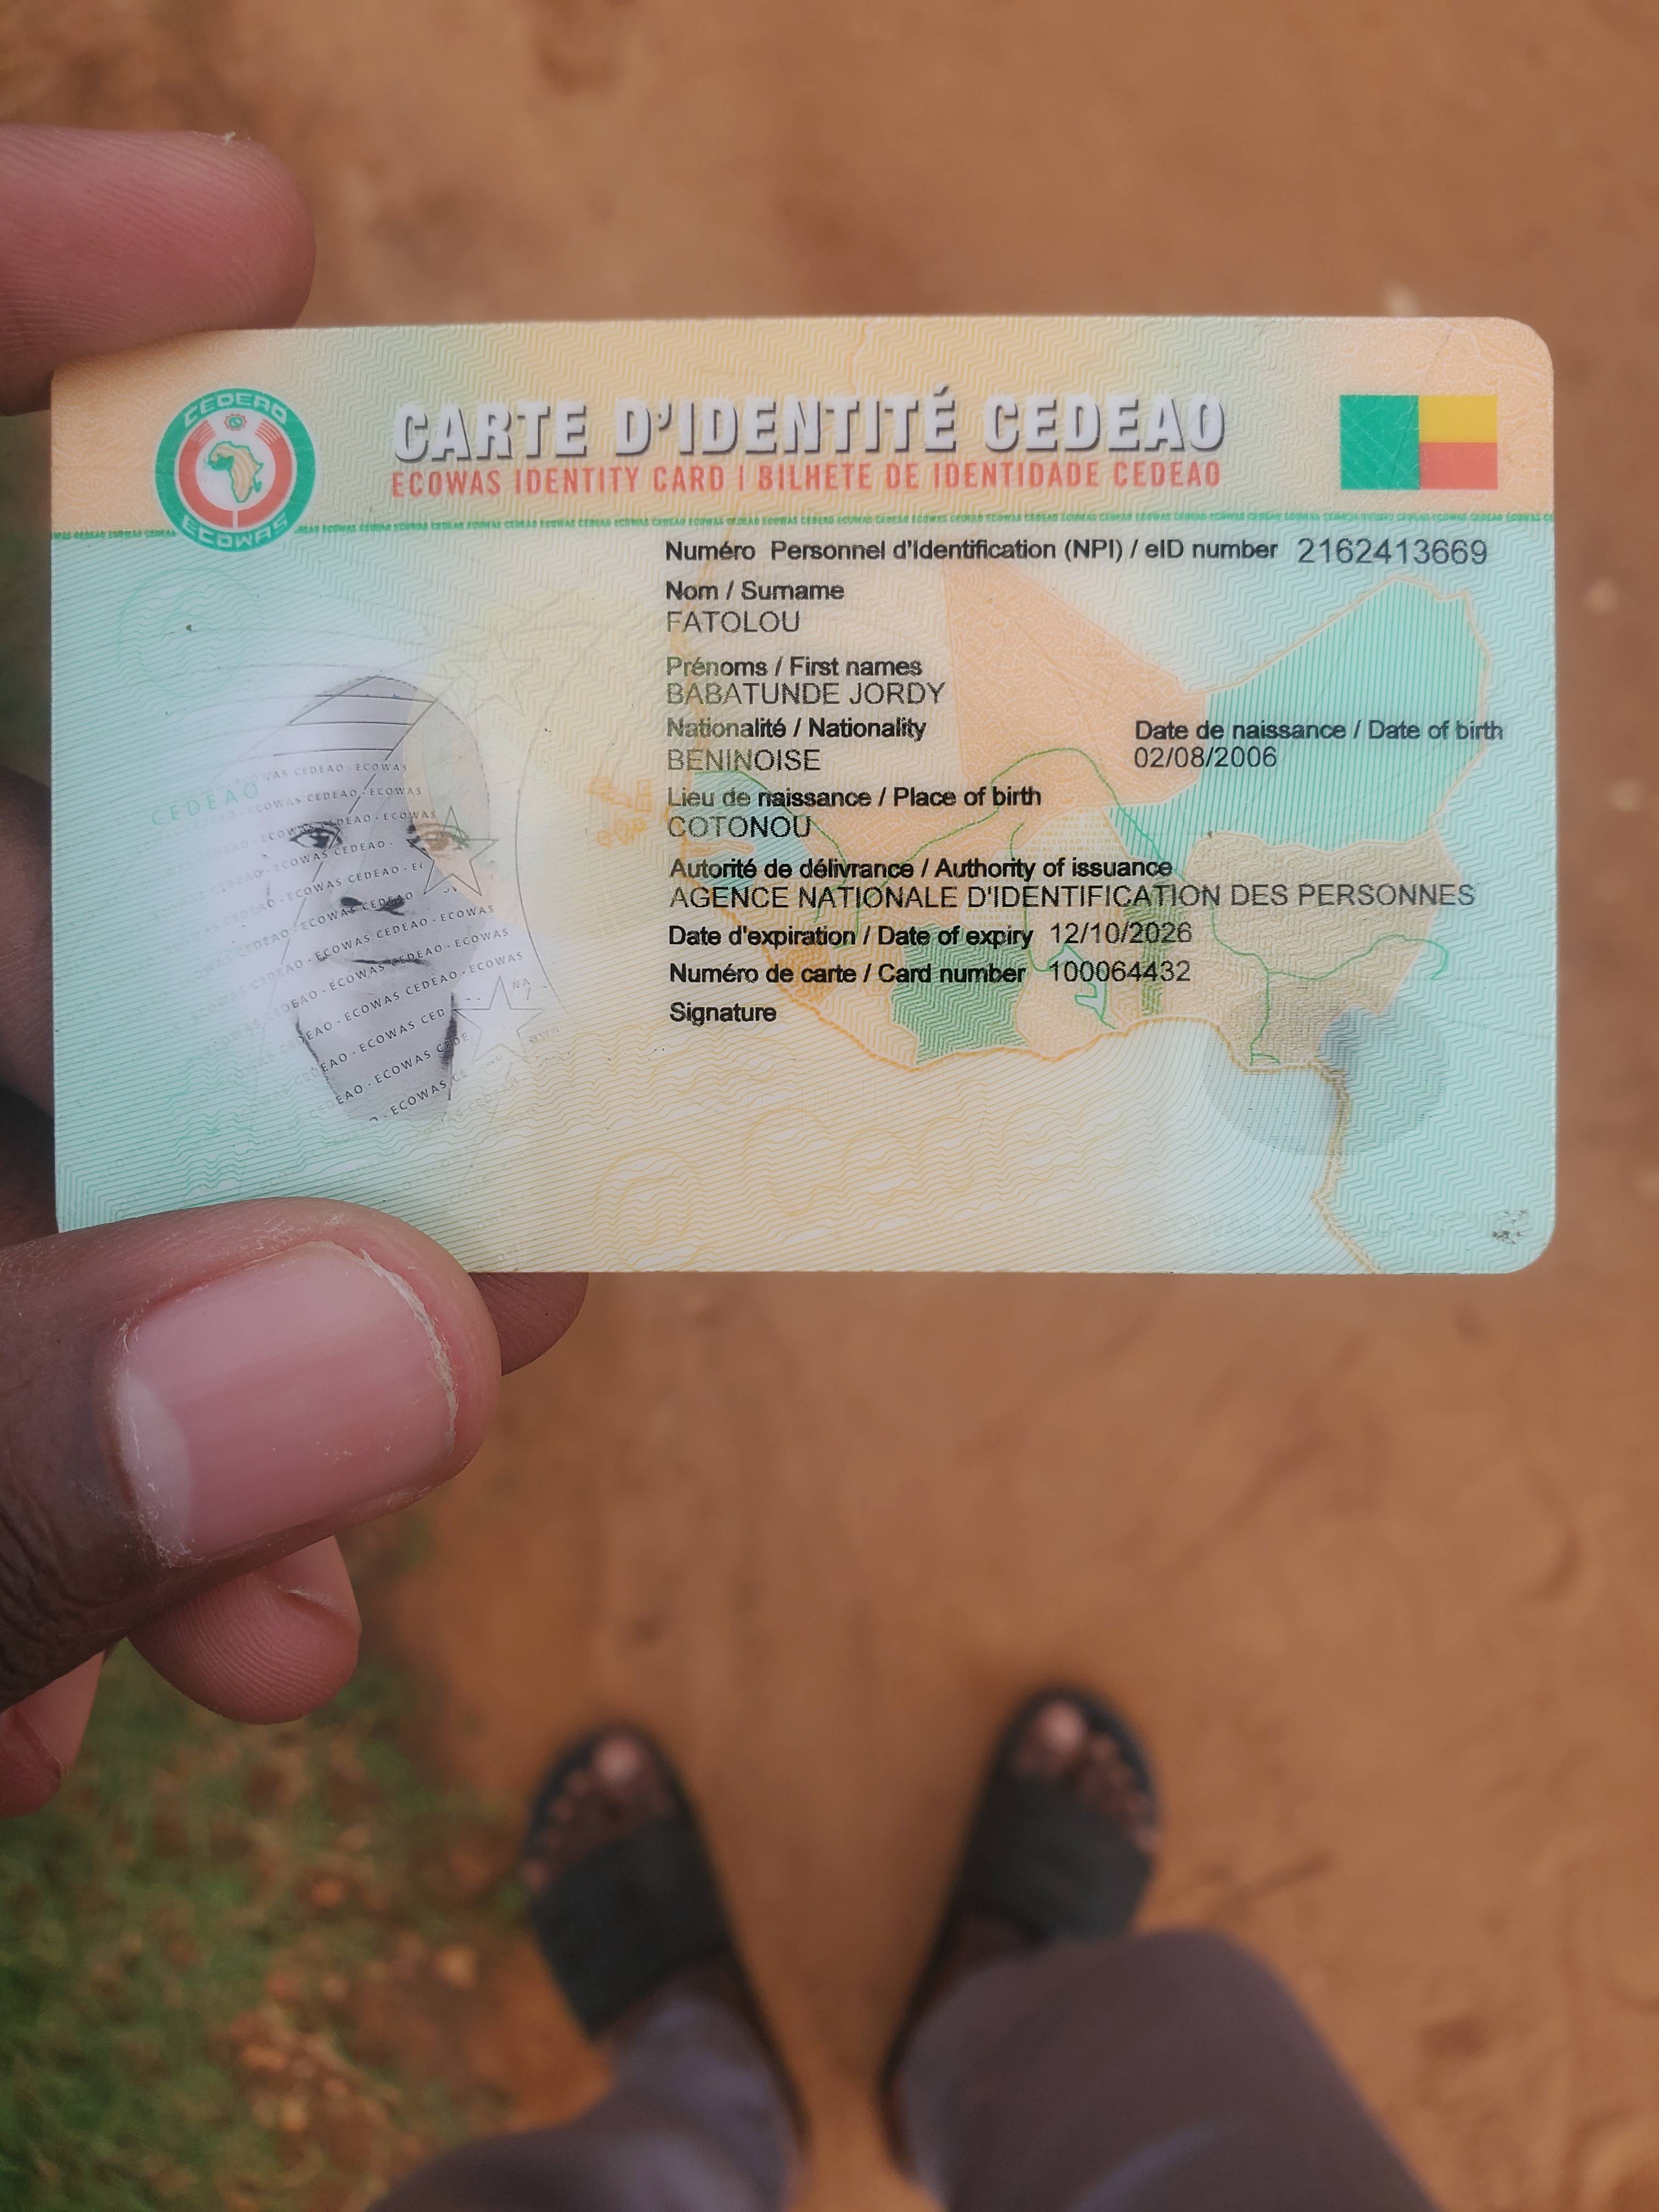 CEDEAO
ECOWAS
CARTE D'IDENTITÉ CEDEAO
ECOWAS IDENTITY CARD | BILHETE DE IDENTIDADE CEDEAO
Numéro Personnel d'Identification (NPI) / eID number 2162413669
Nom / Surname
FATOLOU
Prénoms / First names
BABATUNDE JORDY
Nationalité / Nationality
BENINOISE
Date de naissance / Date of birth
02/08/2006
Lieu de naissance / Place of birth
COTONOU
Autorité de délivrance / Authority of issuance
AGENCE NATIONALE D'IDENTIFICATION DES PERSONNES
Date d'expiration / Date of expiry 12/10/2026
Numéro de carte / Card number 100064432
Signature
CEDEAO